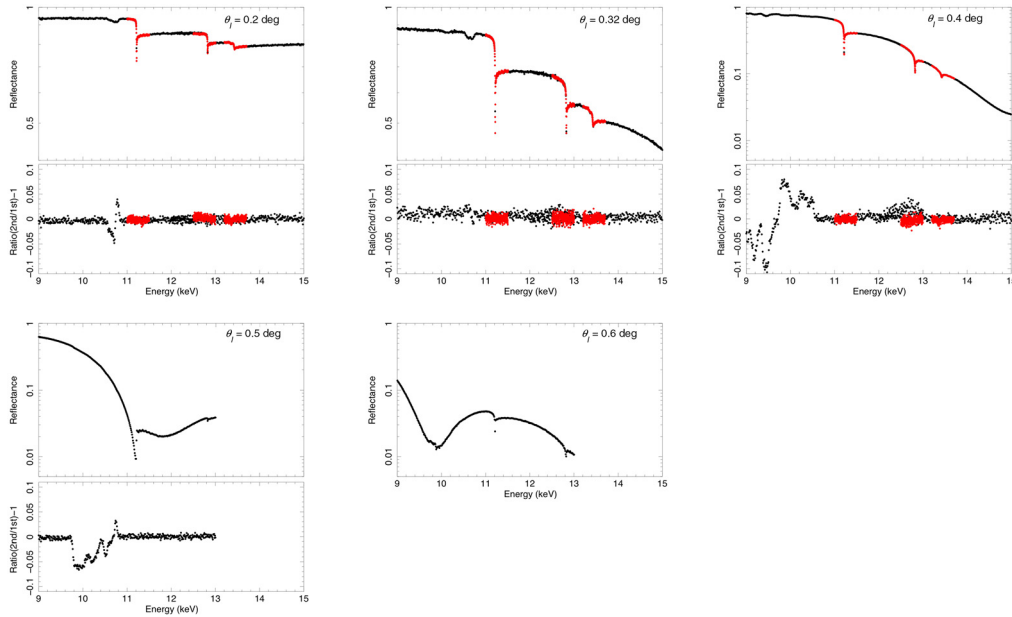 θl = 0.2 deg
1
0.5
Reflectance
0.1
0.05
0
−0.05
−0.1
Ratio(2nd/1st)−1
9 10 11 12 13 14 15
Energy (keV)
θl = 0.32 deg
1
0.5
Reflectance
0.1
0.05
0
−0.05
−0.1
Ratio(2nd/1st)−1
9 10 11 12 13 14 15
Energy (keV)
θl = 0.4 deg
1
0.1
0.01
Reflectance
0.1
0.05
0
−0.05
−0.1
Ratio(2nd/1st)−1
9 10 11 12 13 14 15
Energy (keV)
θl = 0.5 deg
1
0.1
0.01
Reflectance
0.1
0.05
0
−0.05
−0.1
Ratio(2nd/1st)−1
9 10 11 12 13 14 15
Energy (keV)
θl = 0.6 deg
1
0.1
0.01
Reflectance
9 10 11 12 13 14 15
Energy (keV)